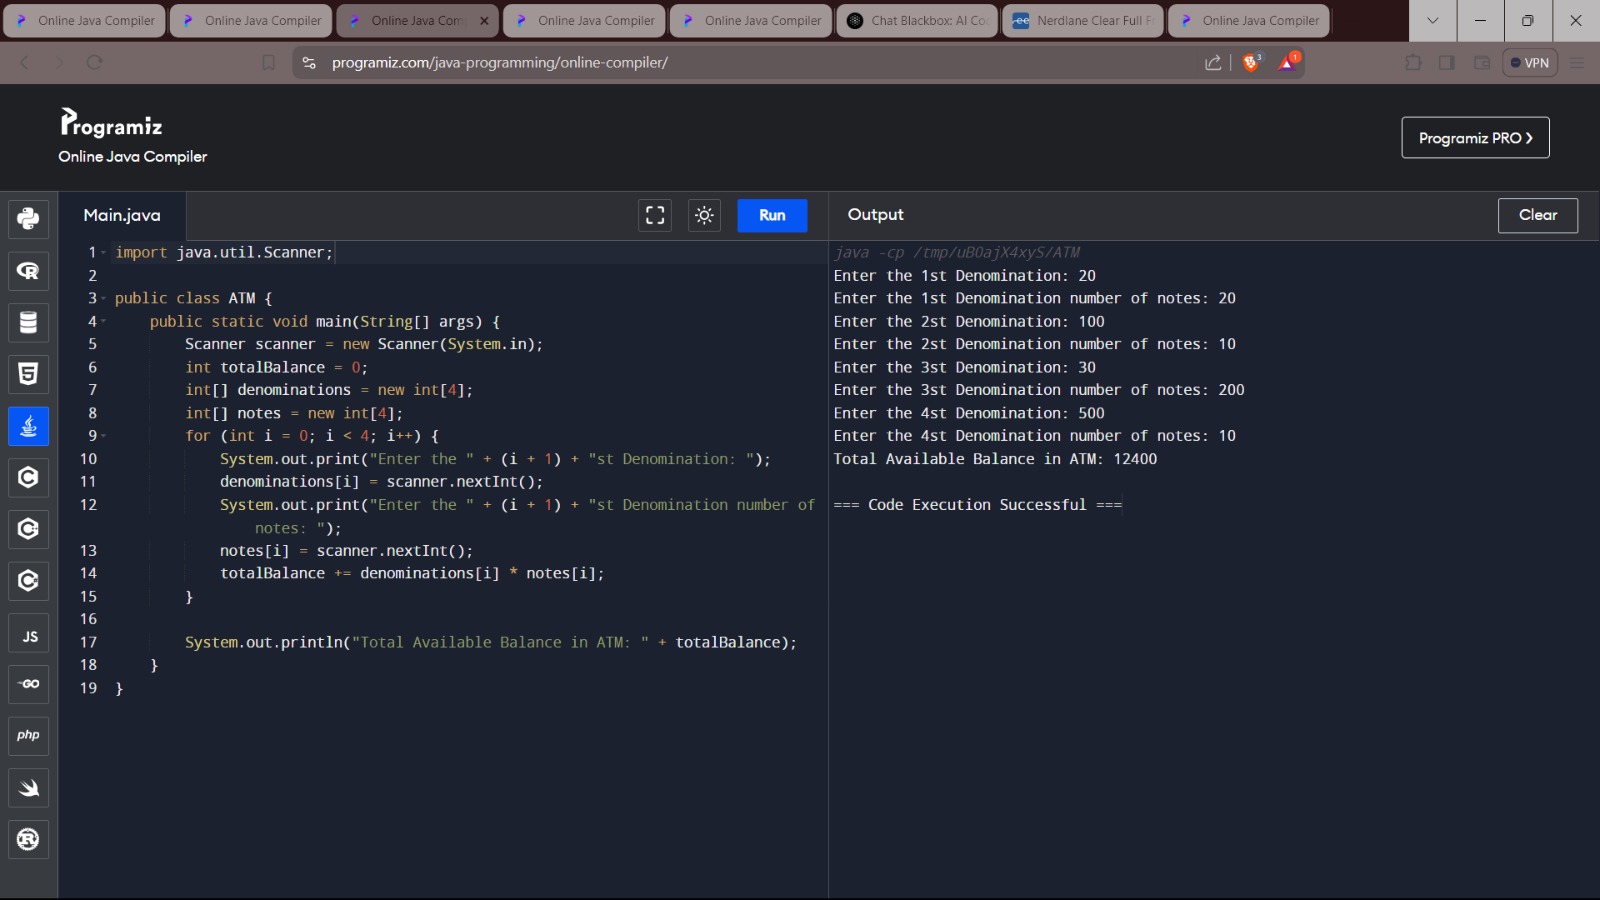 Online Java Compiler
Online Java Compiler
Online Java Com
Online Java Compiler
Online Java Compiler
Chat Blackbox: AI Co
Nerdlane Clear Full F
Online Java Compiler
programiz.com/java-programming/online-compiler/
3
1
VPN
Programiz
Online Java Compiler
Programiz PRO ❯
Main.java
Run
1 import java.util.Scanner;
2
3 public class ATM {
4 public static void main(String[] args) {
5 Scanner scanner = new Scanner(System.in);
6 int totalBalance = 0;
7 int[] denominations = new int[4];
8 int[] notes = new int[4];
9 for (int i = 0; i < 4; i++) {
10 System.out.print("Enter the " + (i + 1) + "st Denomination: ");
11 denominations[i] = scanner.nextInt();
12 System.out.print("Enter the " + (i + 1) + "st Denomination number of
notes: ");
13 notes[i] = scanner.nextInt();
14 totalBalance += denominations[i] * notes[i];
15 }
16
17 System.out.println("Total Available Balance in ATM: " + totalBalance);
18 }
19 }
Output
Clear
java -cp /tmp/uBOajX4xyS/ATM
Enter the 1st Denomination: 20
Enter the 1st Denomination number of notes: 20
Enter the 2st Denomination: 100
Enter the 2st Denomination number of notes: 10
Enter the 3st Denomination: 30
Enter the 3st Denomination number of notes: 200
Enter the 4st Denomination: 500
Enter the 4st Denomination number of notes: 10
Total Available Balance in ATM: 12400
=== Code Execution Successful ===
R
5
C
C
C
JS
GO
php
R